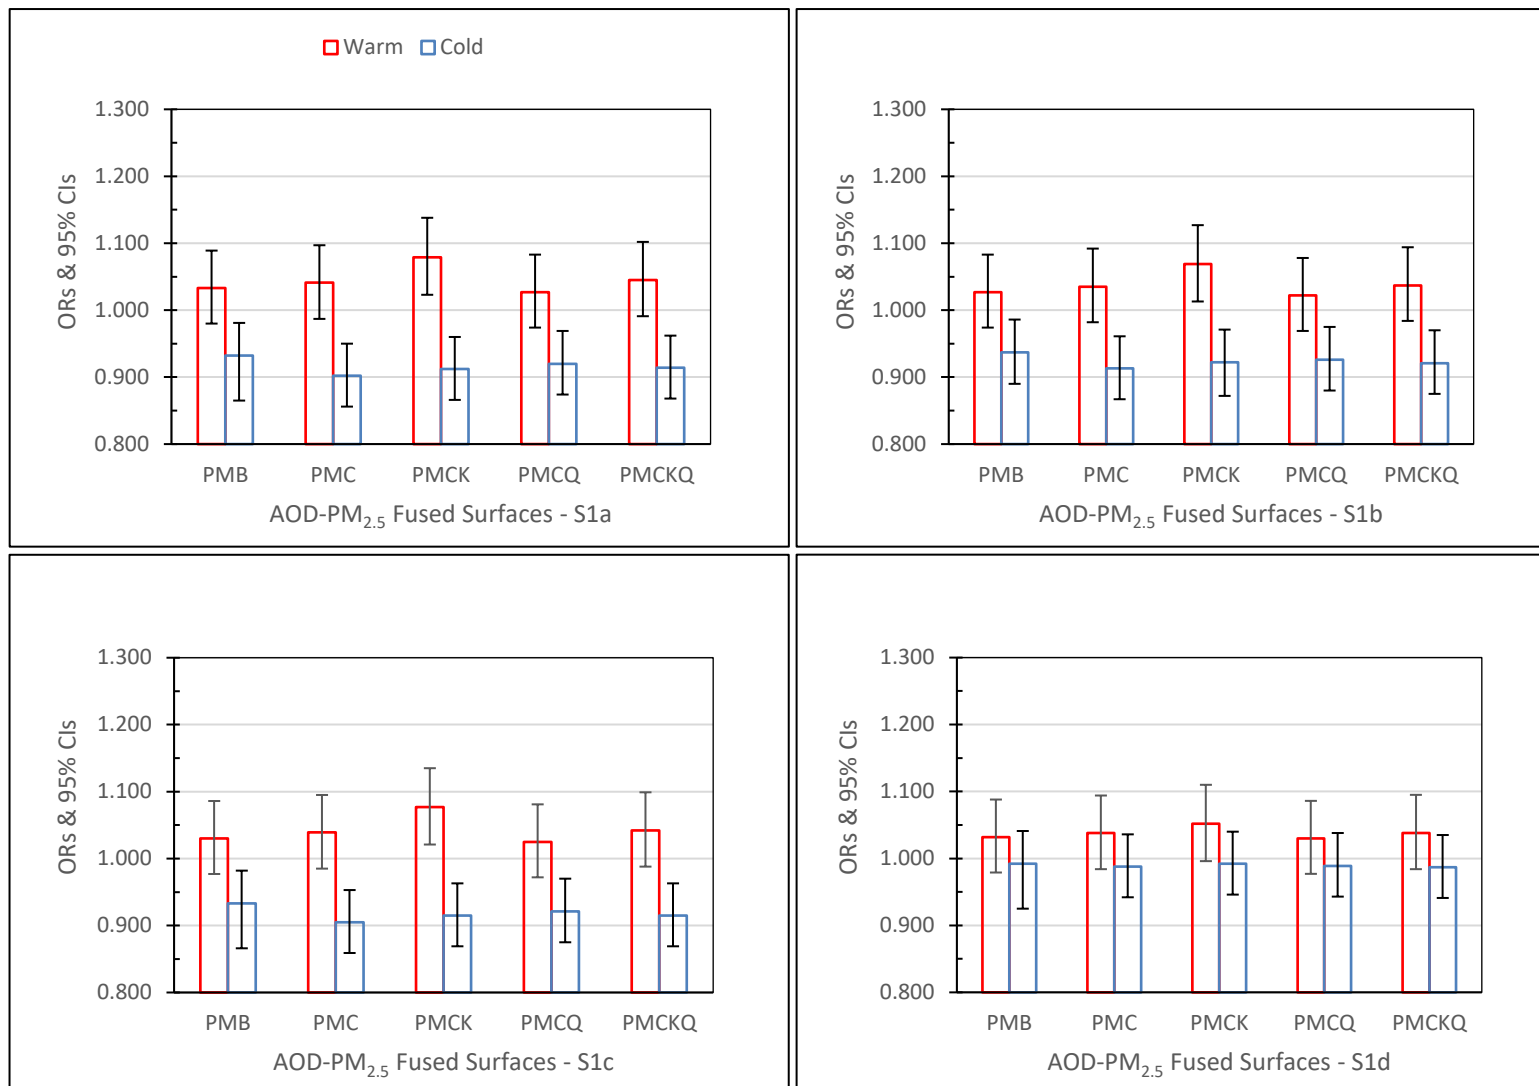 Warm Cold
ORs & 95% CIs
1.300
1.200
1.100
1.000
0.900
0.800
PMB PMC PMCK PMCQ PMCKQ
AOD-PM2.5 Fused Surfaces - S1a
ORs & 95% CIs
1.300
1.200
1.100
1.000
0.900
0.800
PMB PMC PMCK PMCQ PMCKQ
AOD-PM2.5 Fused Surfaces - S1b
ORs & 95% CIs
1.300
1.200
1.100
1.000
0.900
0.800
PMB PMC PMCK PMCQ PMCKQ
AOD-PM2.5 Fused Surfaces - S1c
ORs & 95% CIs
1.300
1.200
1.100
1.000
0.900
0.800
PMB PMC PMCK PMCQ PMCKQ
AOD-PM2.5 Fused Surfaces - S1d